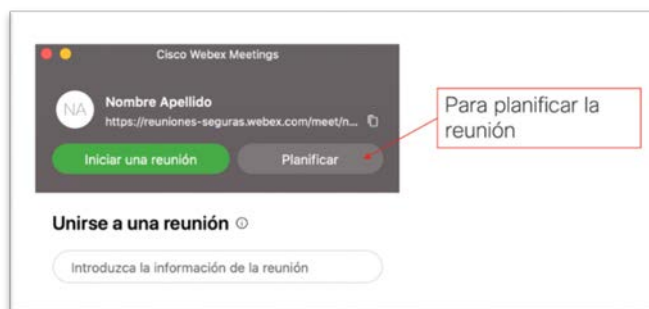 Cisco Webex Meetings
NA
Nombre Apellido
https://reuniones-seguras.webex.com/meet/n...
Iniciar una reunión
Planificar
Para planificar la
reunión
Unirse a una reunión
Introduzca la información de la reunión